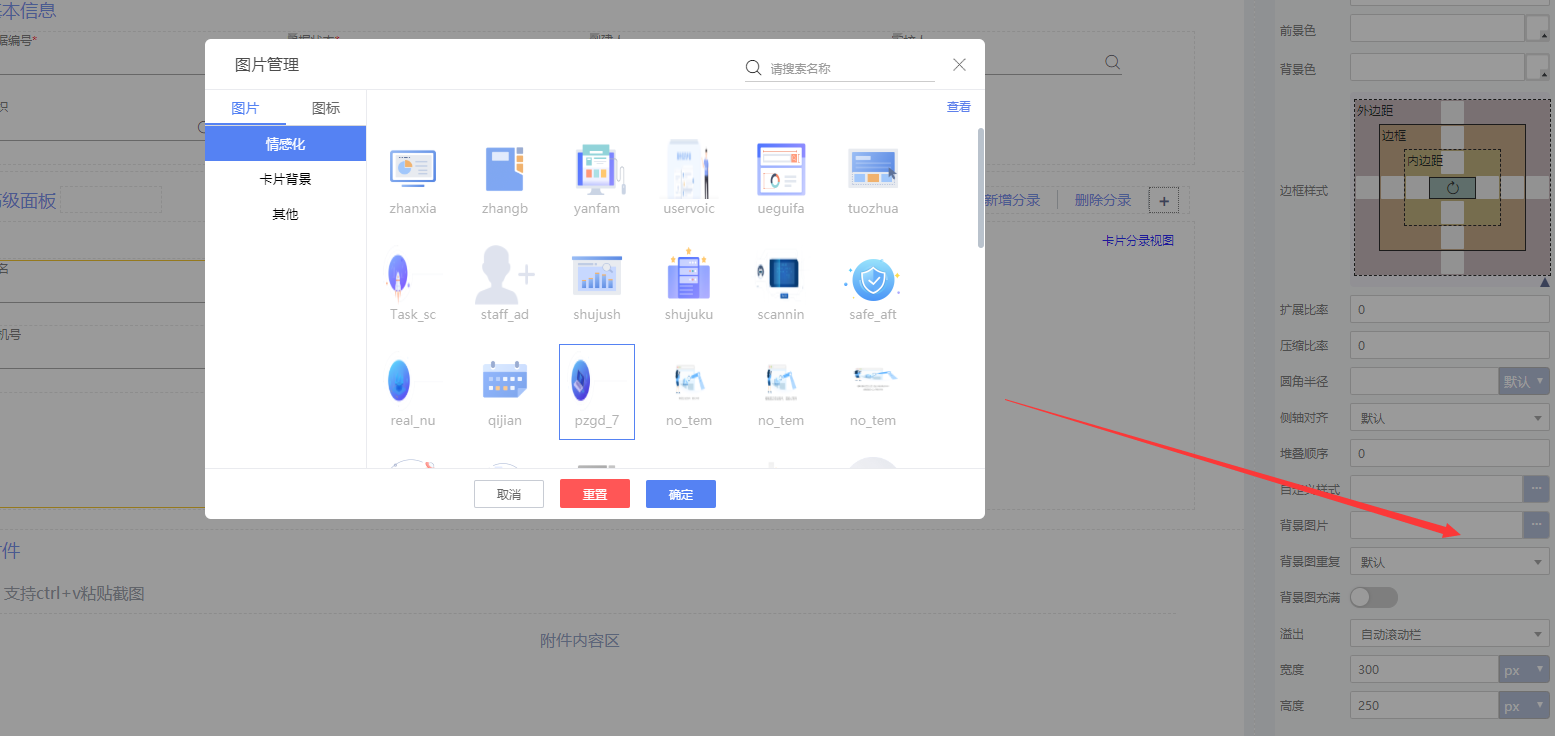 基本信息
据编号*
图片管理
请搜索名称
图片
图标
查看
情感化
卡片背景
其他
zhanxia
zhangb
yanfam
uservoic
ueguifa
tuozhua
Task_sc
staff_ad
shujush
shujuku
scannin
safe_aft
real_nu
qijian
pzgd_7
no_tem
no_tem
no_tem
取消
重置
确定
级面板
新增分录
删除分录
+
卡片分录视图
名
机号
件
支持ctrl+v粘贴截图
附件内容区
前景色
背景色
外边距
边框
内边距
边框样式
扩展比率
0
压缩比率
0
圆角半径
默认
侧轴对齐
默认
堆叠顺序
0
自定义样式
...
背景图片
...
背景图重复
默认
背景图充满
溢出
自动滚动栏
宽度
300
px
高度
250
px